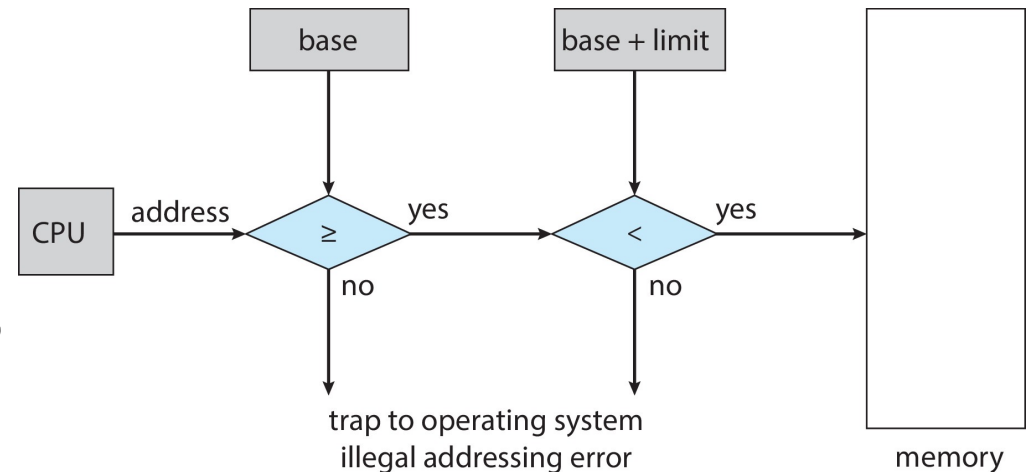 base
base + limit
CPU
address
≥
yes
<
yes
no
no
trap to operating system
illegal addressing error
memory